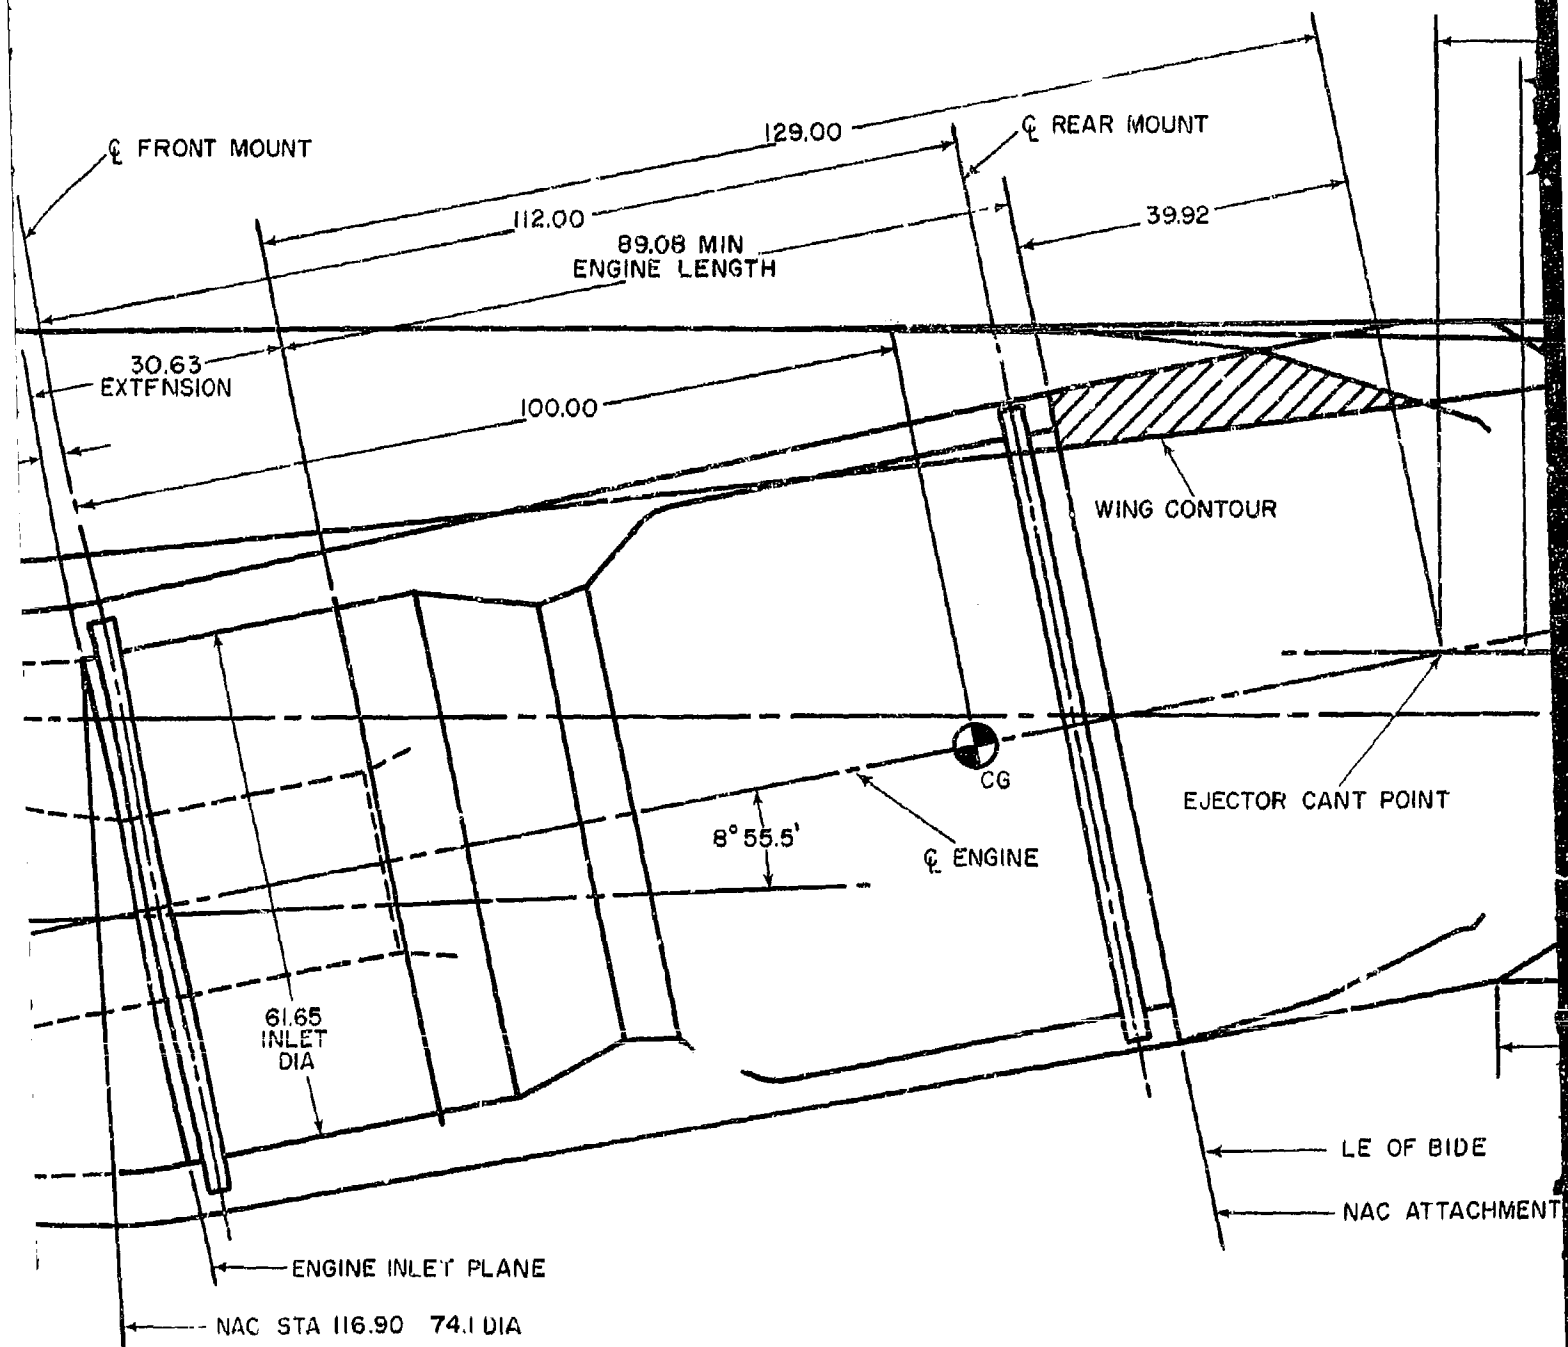 129.00
℄ REAR MOUNT
℄ FRONT MOUNT
112.00
39.92
89.08 MIN
ENGINE LENGTH
30.63
EXTENSION
100.00
WING CONTOUR
CG
EJECTOR CANT POINT
8° 55.5'
℄ ENGINE
61.65
INLET
DIA
LE OF BIDE
NAC ATTACHMENT
ENGINE INLET PLANE
NAC STA 116.90 74.1 DIA